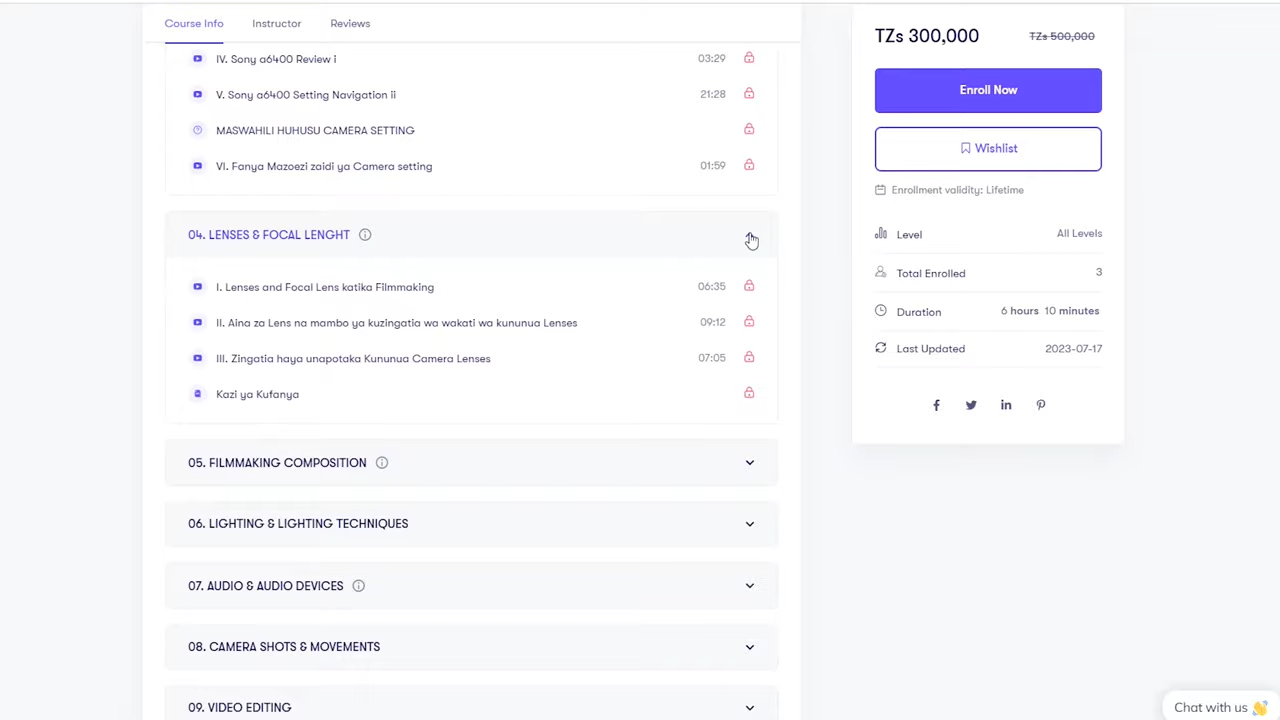 Course Info
Instructor
Reviews
IV. Sony a6400 Review i
03:29
V. Sony a6400 Setting Navigation ii
21:28
MASWAHILI HUHUSU CAMERA SETTING
VI. Fanya Mazoezi zaidi ya Camera setting
01:59
04. LENSES & FOCAL LENGHT
I. Lenses and Focal Lens katika Filmmaking
06:35
II. Aina za Lens na mambo ya kuzingatia wa wakati wa kununua Lenses
09:12
III. Zingatia haya unapotaka Kununua Camera Lenses
07:05
Kazi ya Kufanya
05. FILMMAKING COMPOSITION
06. LIGHTING & LIGHTING TECHNIQUES
07. AUDIO & AUDIO DEVICES
08. CAMERA SHOTS & MOVEMENTS
09. VIDEO EDITING
TZs 300,000
TZs 500,000
Enroll Now
Wishlist
Enrollment validity: Lifetime
Level
All Levels
Total Enrolled
3
Duration
6 hours 10 minutes
Last Updated
2023-07-17
Chat with us 👋